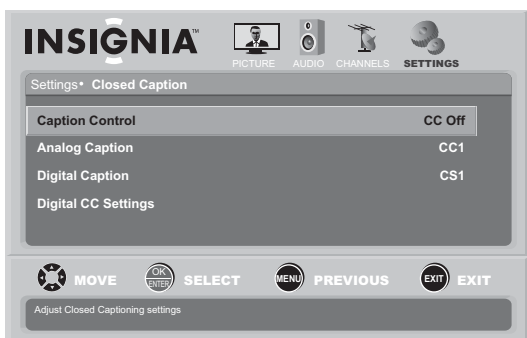 INSIGNIA™
PICTURE AUDIO CHANNELS SETTINGS
Settings• Closed Caption
Caption Control CC Off
Analog Caption CC1
Digital Caption CS1
Digital CC Settings
MOVE OK ENTER SELECT MENU PREVIOUS EXIT EXIT
Adjust Closed Captioning settings